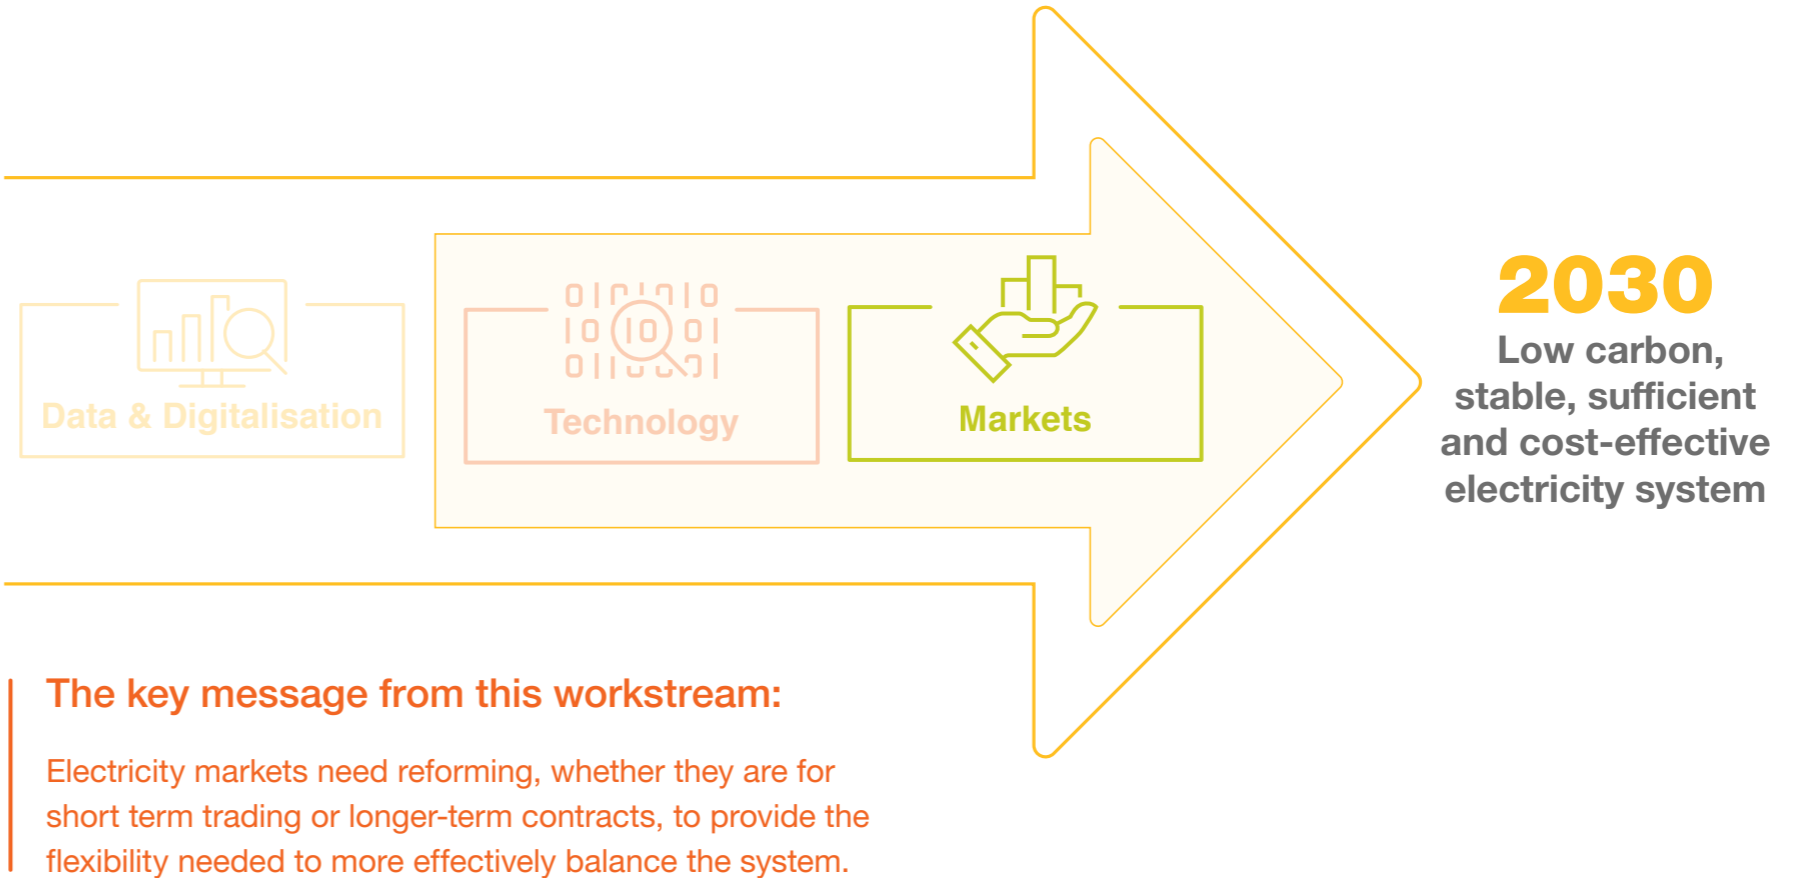 Data & Digitalisation
Technology
Markets
2030
Low carbon,
stable, sufficient
and cost-effective
electricity system
The key message from this workstream:
Electricity markets need reforming, whether they are for
short term trading or longer-term contracts, to provide the
flexibility needed to more effectively balance the system.